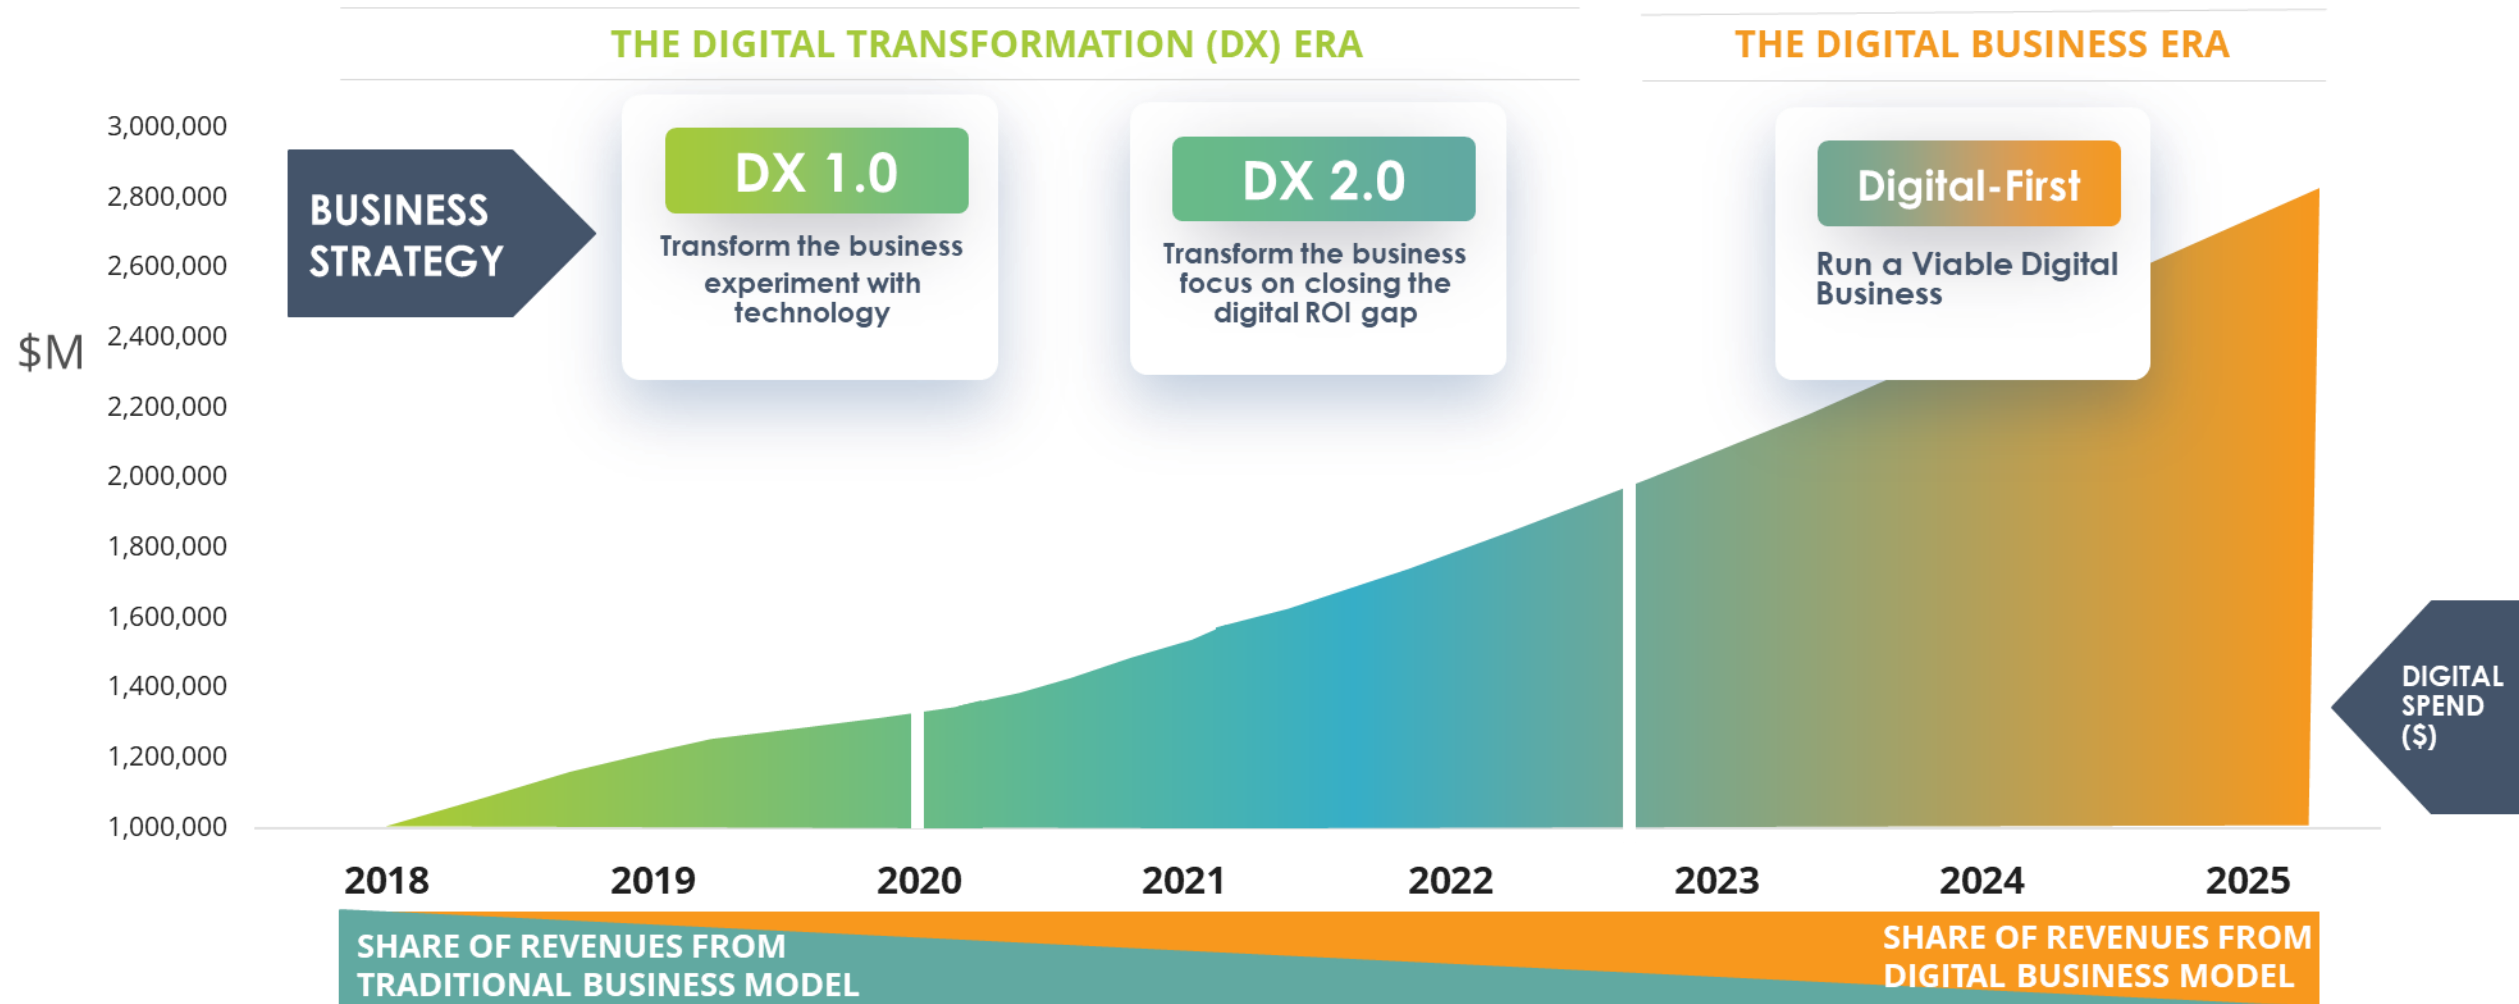 THE DIGITAL TRANSFORMATION (DX) ERA
THE DIGITAL BUSINESS ERA
BUSINESS
STRATEGY
DX 1.0
Transform the business
experiment with
technology
DX 2.0
Transform the business
focus on closing the
digital ROI gap
Digital-First
Run a Viable Digital
Business
$M
3,000,000
2,800,000
2,600,000
2,400,000
2,200,000
2,000,000
1,800,000
1,600,000
1,400,000
1,200,000
1,000,000
DIGITAL
SPEND
($)
2018 2019 2020 2021 2022 2023 2024 2025
SHARE OF REVENUES FROM
TRADITIONAL BUSINESS MODEL
SHARE OF REVENUES FROM
DIGITAL BUSINESS MODEL